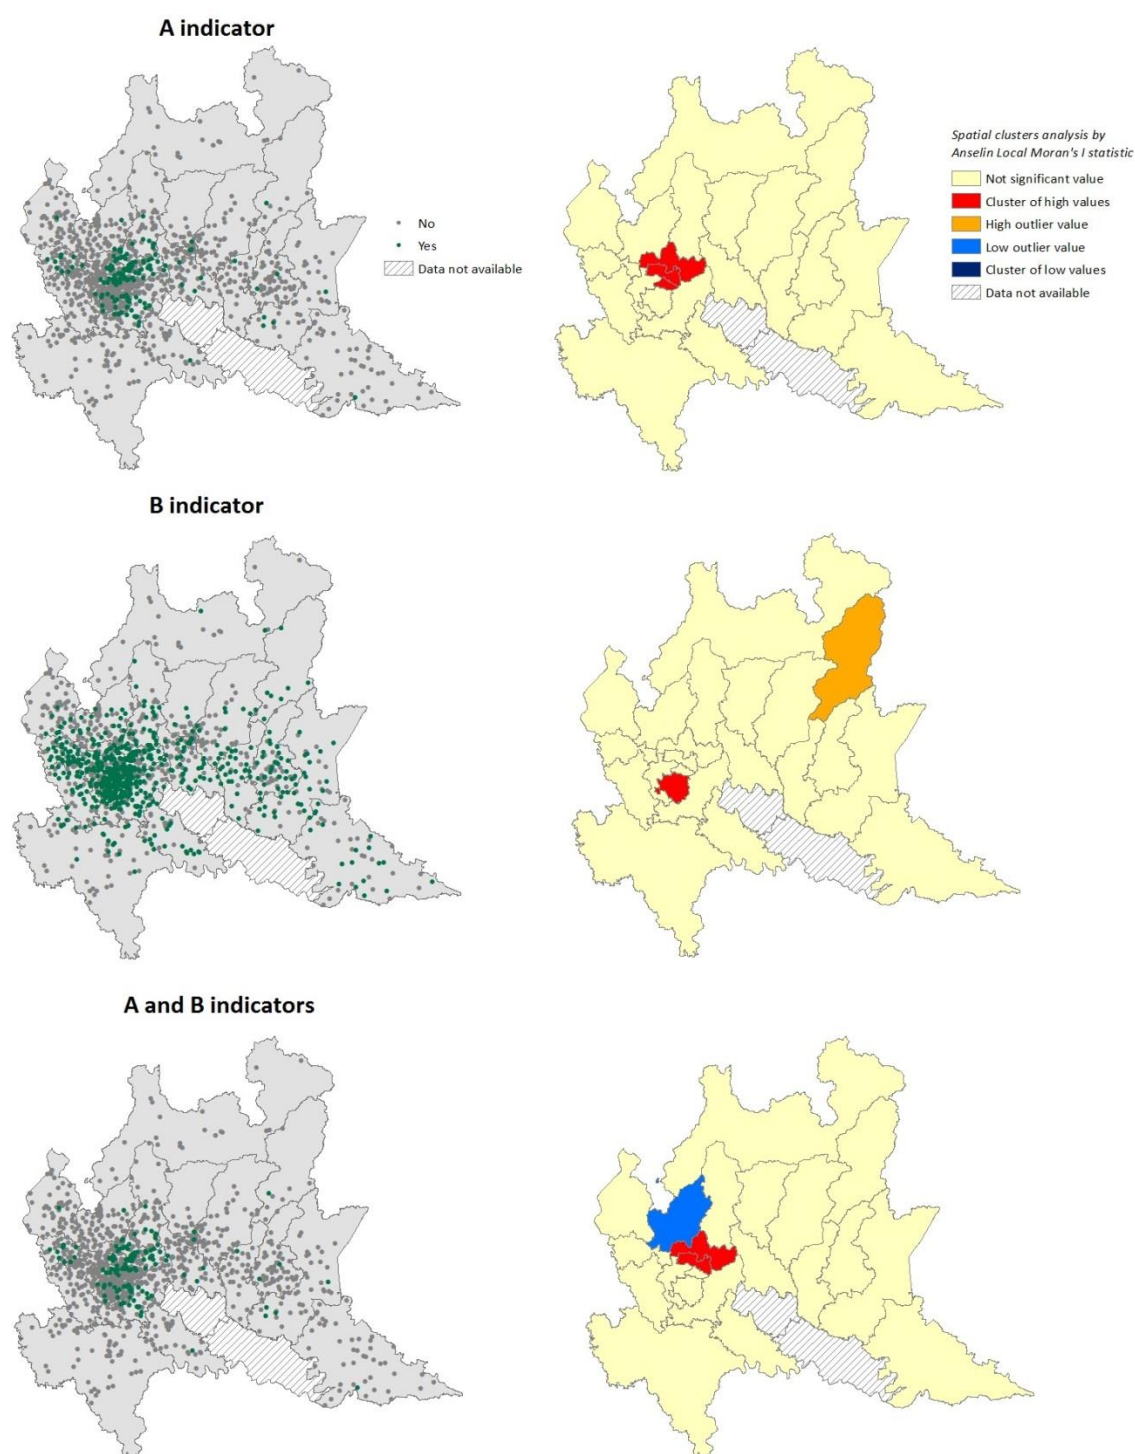 A indicator
No
Yes
Data not available
Spatial clusters analysis by
Anselin Local Moran's I statistic
Not significant value
Cluster of high values
High outlier value
Low outlier value
Cluster of low values
Data not available
B indicator
A and B indicators